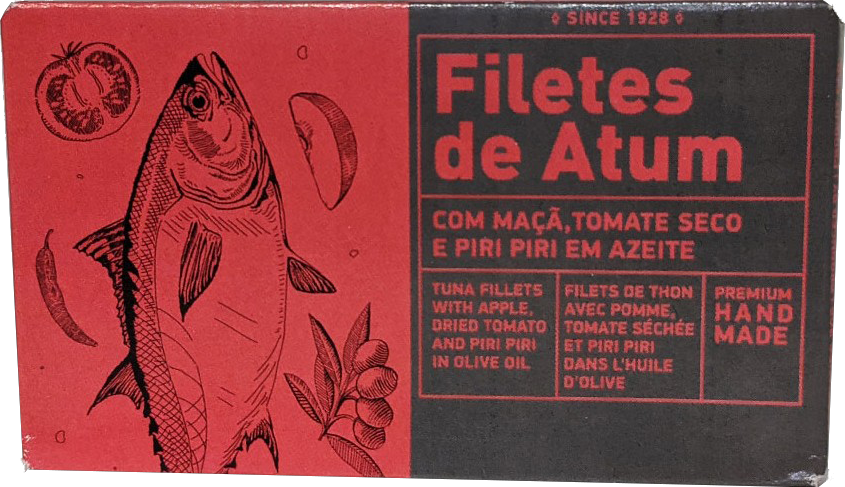 ◊ SINCE 1928 ◊
Filetes
de Atum
COM MAÇÃ, TOMATE SECO
E PIRI PIRI EM AZEITE
TUNA FILLETS
WITH APPLE,
DRIED TOMATO
AND PIRI PIRI
IN OLIVE OIL
FILETS DE THON
AVEC POMME,
TOMATE SÉCHÉE
ET PIRI PIRI
DANS L'HUILE
D'OLIVE
PREMIUM
HAND
MADE